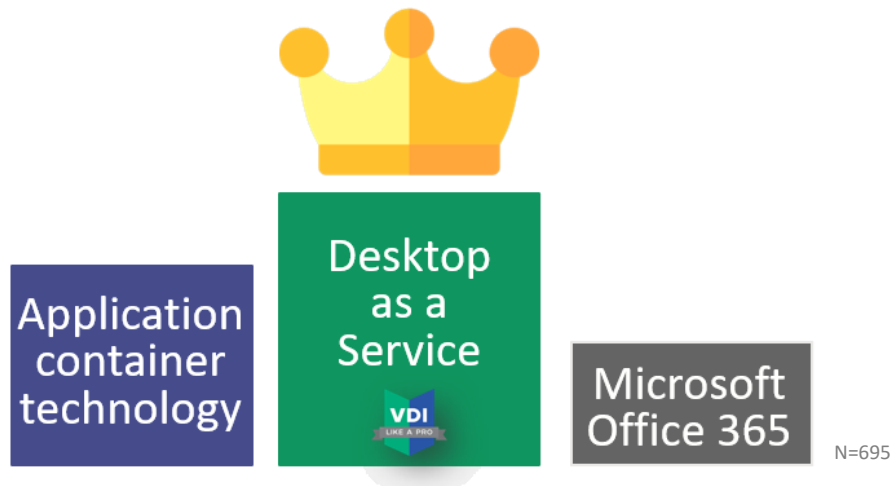 Application
container
technology
Desktop
as a
Service
VDI
LIKE A PRO
Microsoft
Office 365
N=695